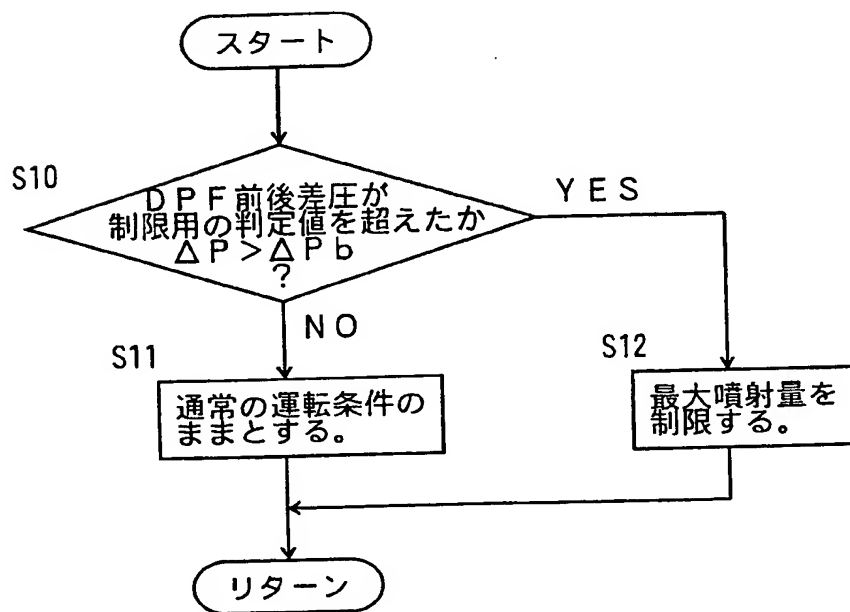 スタート
S10
DPF前後差圧が
制限用の判定値を超えたか
ΔP>ΔPb
?
YES
NO
S11
通常の運転条件の
ままとする。
S12
最大噴射量を
制限する。
リターン